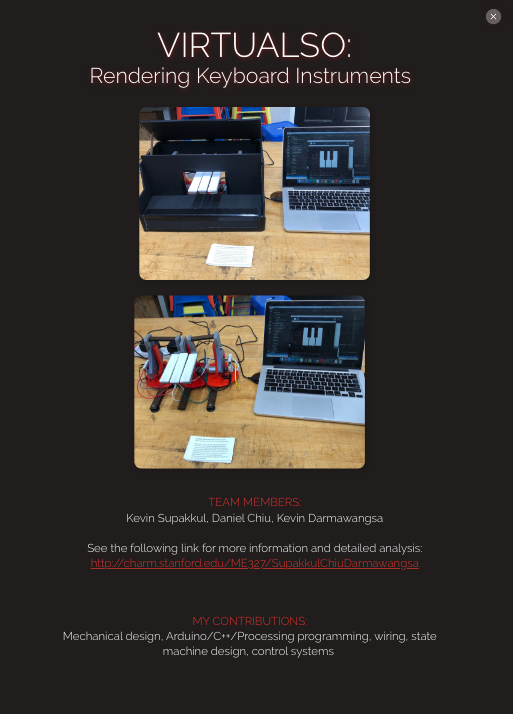 VIRTUALSO:
Rendering Keyboard Instruments
TEAM MEMBERS:
Kevin Supakkul, Daniel Chiu, Kevin Darmawangsa
See the following link for more information and detailed analysis:
http://charm.stanford.edu/ME327/SupakkulChiuDarmawangsa
MY CONTRIBUTIONS:
Mechanical design, Arduino/C++/Processing programming, wiring, state
machine design, control systems